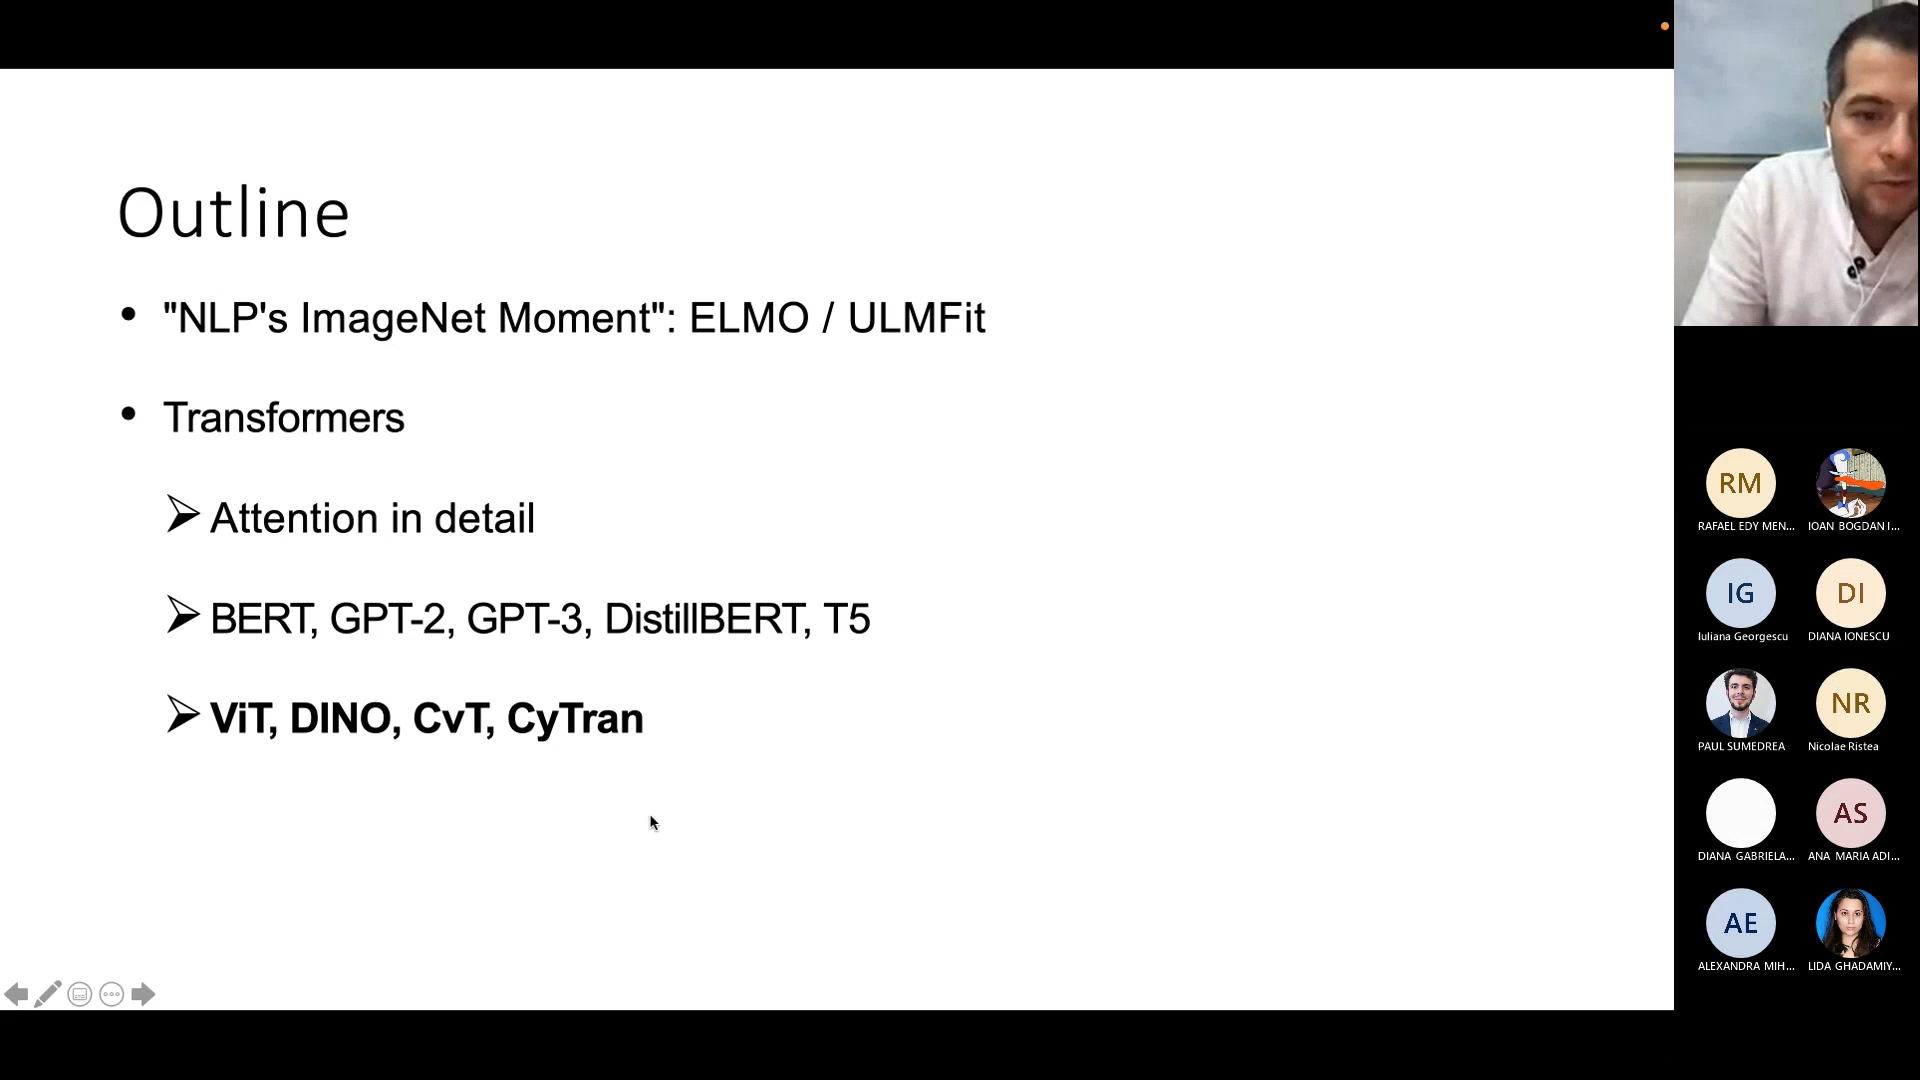 Outline
• "NLP's ImageNet Moment": ELMO / ULMFit
• Transformers
➢ Attention in detail
➢ BERT, GPT-2, GPT-3, DistillBERT, T5
➢ ViT, DINO, CvT, CyTran
RM
RAFAEL EDY MEN...
IOAN BOGDAN I...
IG
DI
Iuliana Georgescu
DIANA IONESCU
NR
PAUL SUMEDREA
Nicolae Ristea
AS
DIANA GABRIELA...
ANA MARIA ADI...
AE
ALEXANDRA MIH...
LIDA GHADAMIY...